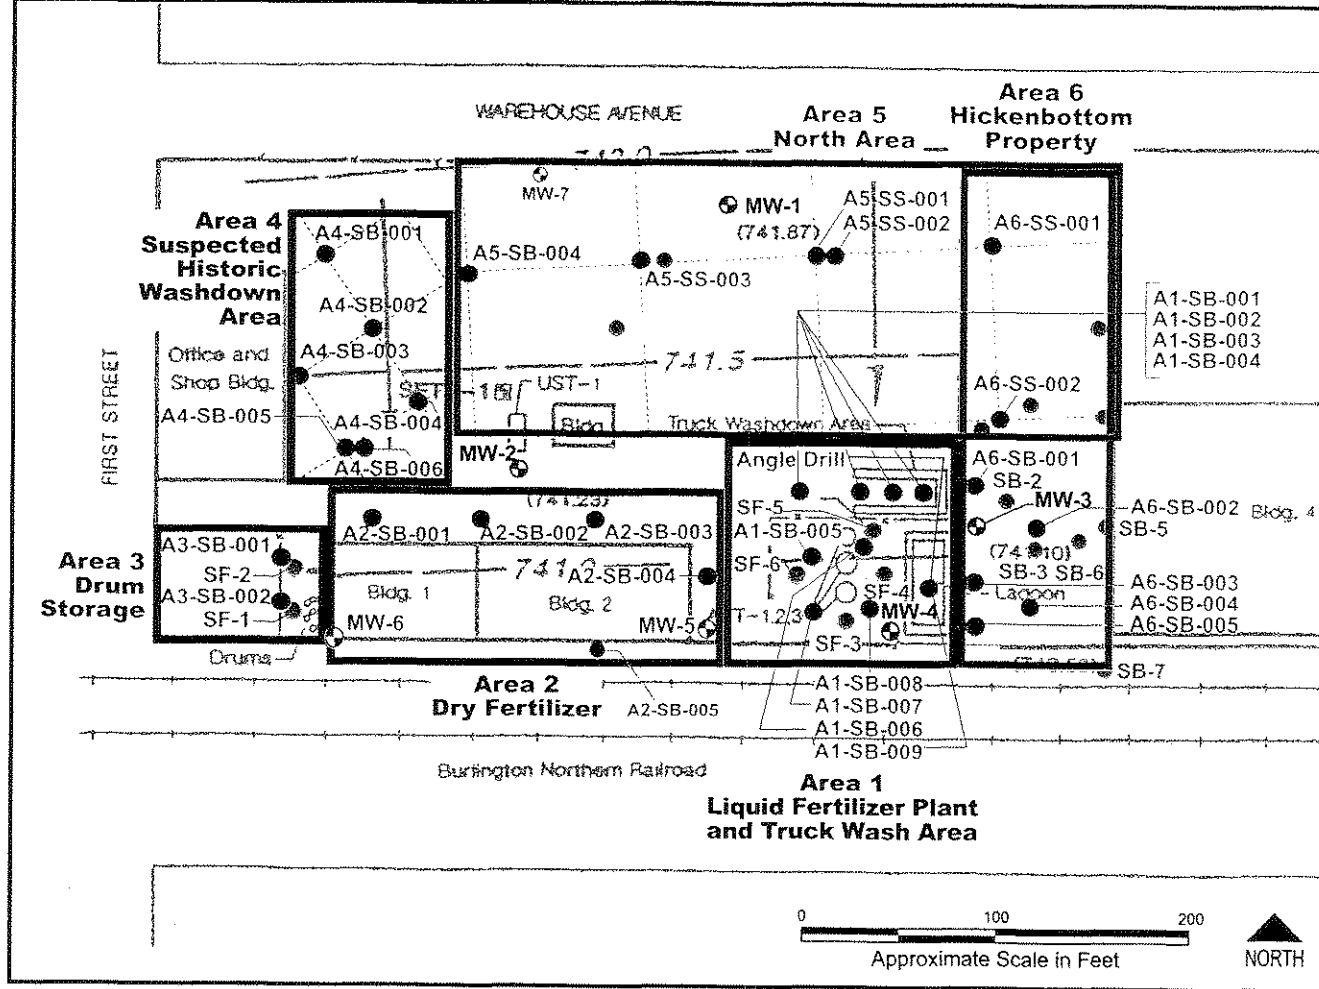 WAREHOUSE AVENUE
Area 5
North Area
Area 6
Hickenbottom
Property
MW-7
MW-1
(741.87)
A5-SS-001
A5-SS-002
A6-SS-001
Area 4
Suspected
Historic
Washdown
Area
A4-SB-001
A5-SB-004
A5-SS-003
A4-SB-002
A1-SB-001
A1-SB-002
A1-SB-003
A1-SB-004
FIRST STREET
Office and
Shop Bldg.
A4-SB-003
741.5
UST-1
A6-SS-002
A4-SB-005
A4-SB-004
Bldg
Truck Washdown Area
A4-SB-006
MW-2
(741.23)
Angle Drill
A6-SB-001
SB-2
MW-3
A6-SB-002
Bldg. 4
SB-5
SF-5
A2-SB-001
A2-SB-002
A2-SB-003
A1-SB-005
Area 3
Drum
Storage
A3-SB-001
SF-2
A3-SB-002
SF-1
Drums
A2-SB-004
Bldg. 1
Bldg. 2
SF-6
SF-4
SB-3
SB-6
Lagoon
A6-SB-003
A6-SB-004
A6-SB-005
MW-6
MW-5
MW-4
SF-3
SB-7
Area 2
Dry Fertilizer
A2-SB-005
A1-SB-008
A1-SB-007
A1-SB-006
A1-SB-009
Burlington Northern Railroad
Area 1
Liquid Fertilizer Plant
and Truck Wash Area
0 100 200
Approximate Scale in Feet
NORTH